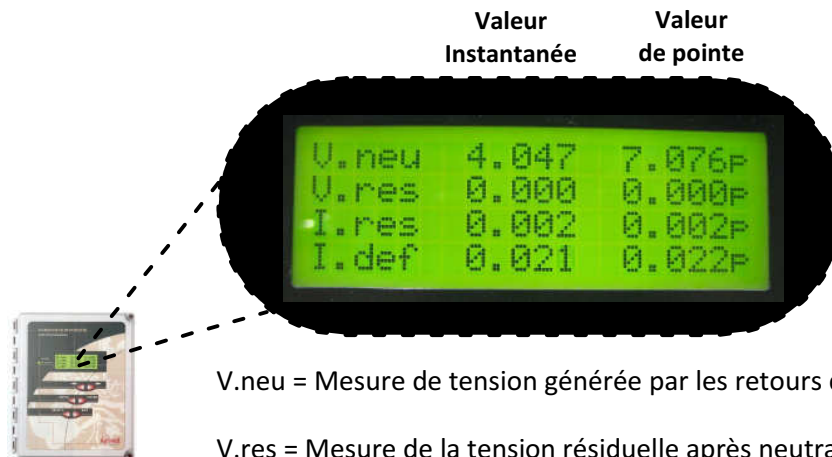 Valeur Valeur
Instantanée de pointe
V.neu 4.047 7.076P
V.res 0.000 0.000P
I.res 0.002 0.002P
I.def 0.021 0.022P
V.neu = Mesure de tension générée par les retours
V.res = Mesure de la tension résiduelle après